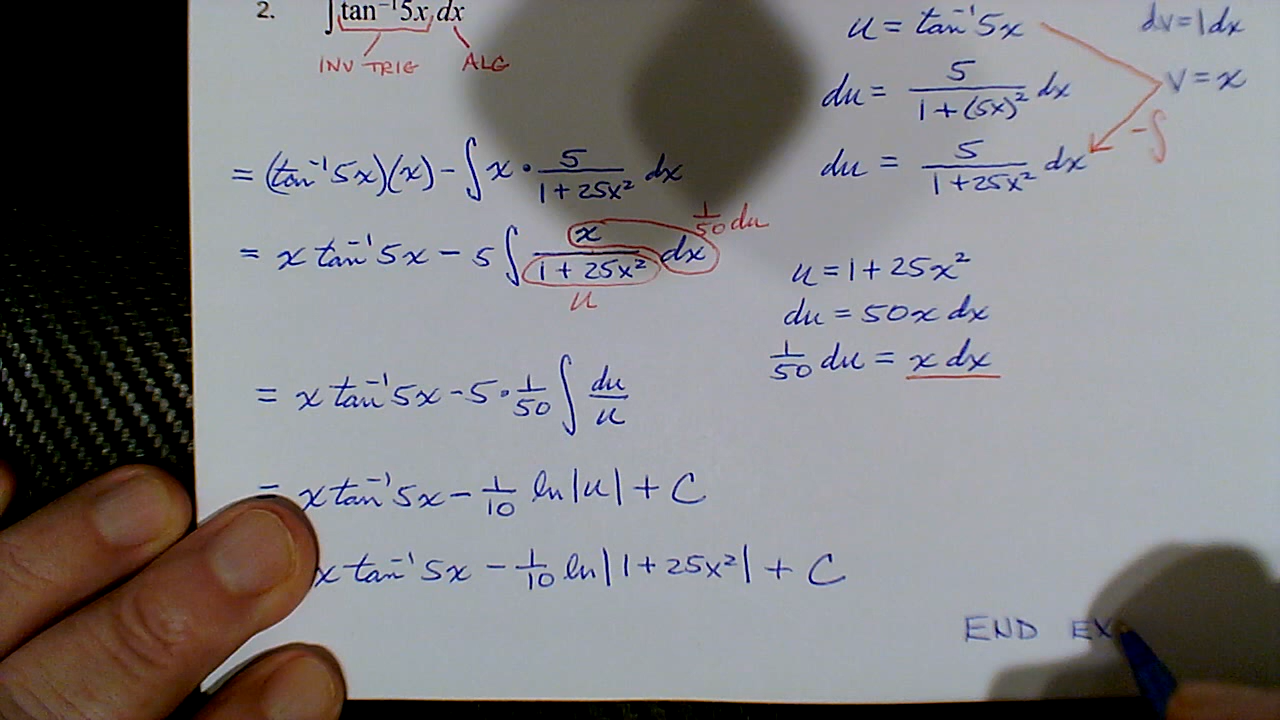 2. ∫ tan⁻¹5x dx
INV TRIG ALG
= (tan⁻¹5x)(x) - ∫ x · 5/(1+25x²) dx
= x tan⁻¹5x - 5 ∫ x/(1+25x²) dx 1/50 du
u
= x tan⁻¹5x - 5 · 1/50 ∫ du/u
= x tan⁻¹5x - 1/10 ln|u| + C
x tan⁻¹5x - 1/10 ln|1+25x²| + C
u = tan⁻¹5x dv = 1dx
du = 5/(1+(5x)²) dx v = x
du = 5/(1+25x²) dx -∫
u = 1+25x²
du = 50x dx
1/50 du = x dx
END EX